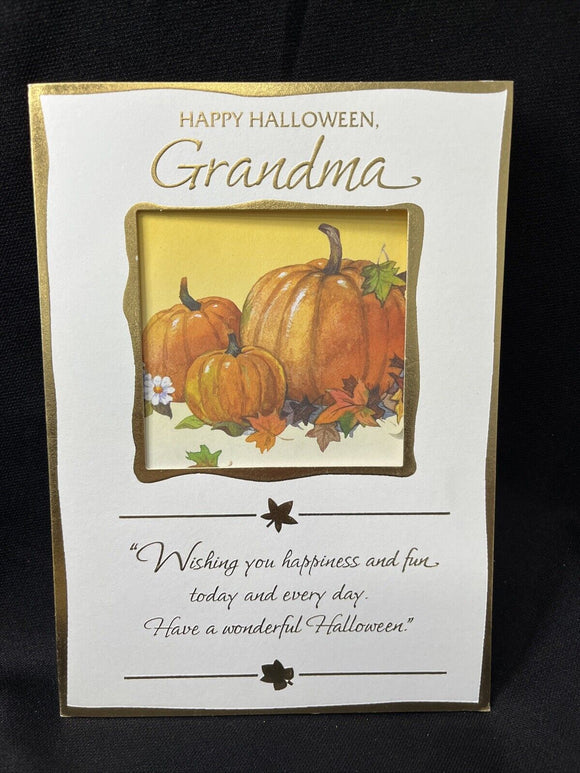 HAPPY HALLOWEEN,
Grandma
"Wishing you happiness and fun
today and every day.
Have a wonderful Halloween."